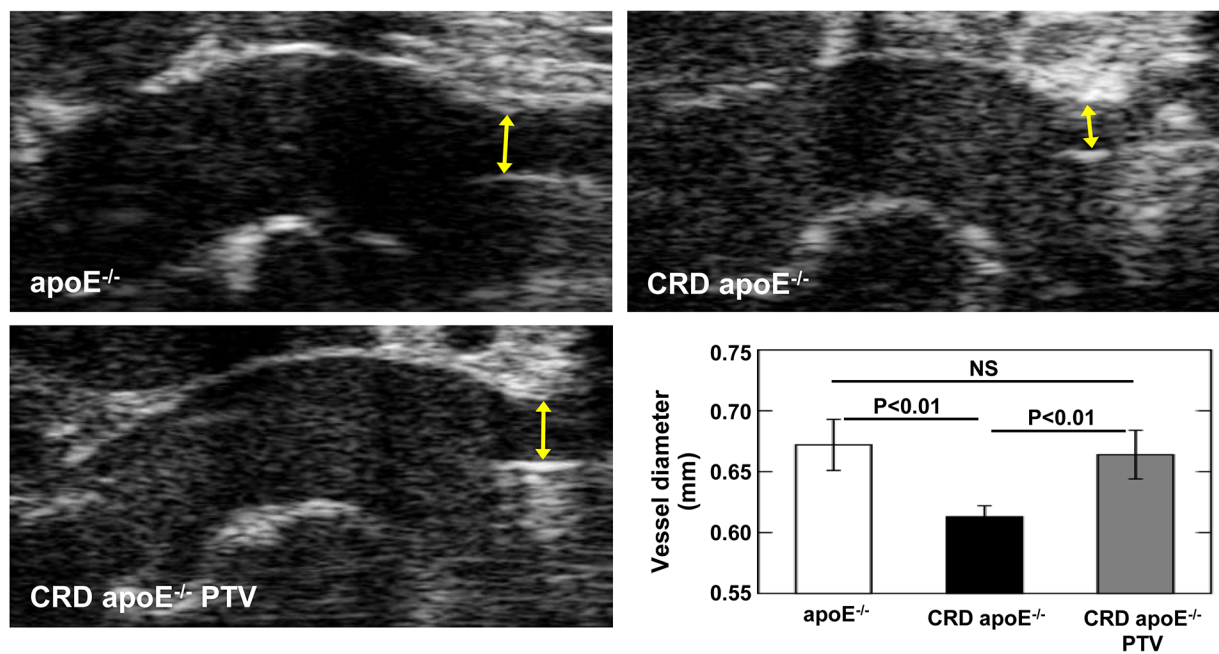 apoE-/-
CRD apoE-/-
CRD apoE-/- PTV
0.75
0.70
0.65
0.60
0.55
Vessel diameter
(mm)
NS
P<0.01
P<0.01
apoE-/-
CRD apoE-/-
CRD apoE-/-
PTV